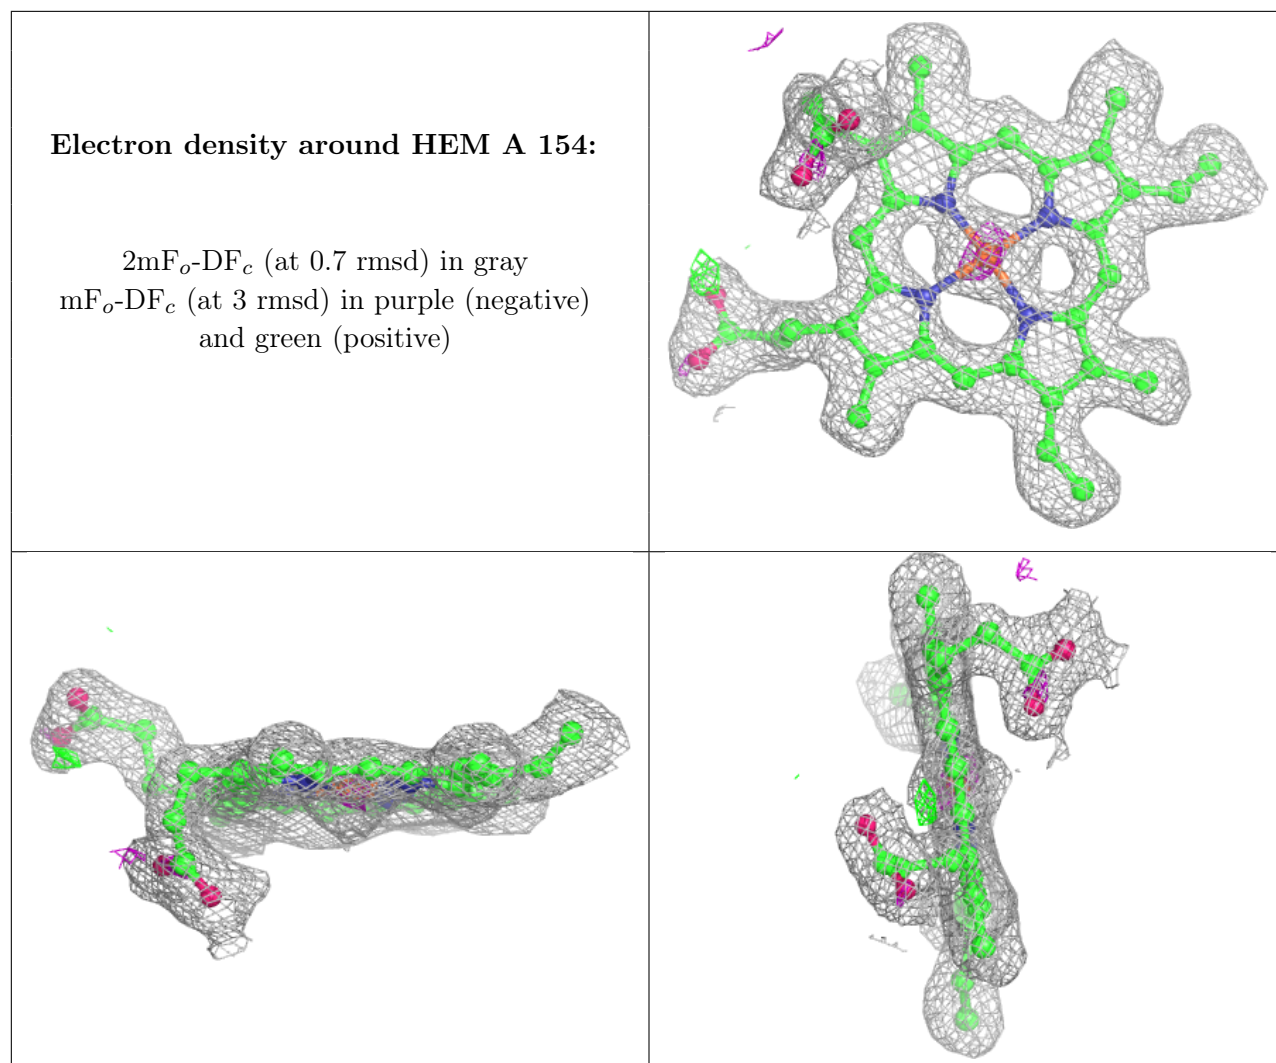 Electron density around HEM A 154:
2mFo-DFc (at 0.7 rmsd) in gray
mFo-DFc (at 3 rmsd) in purple (negative)
and green (positive)